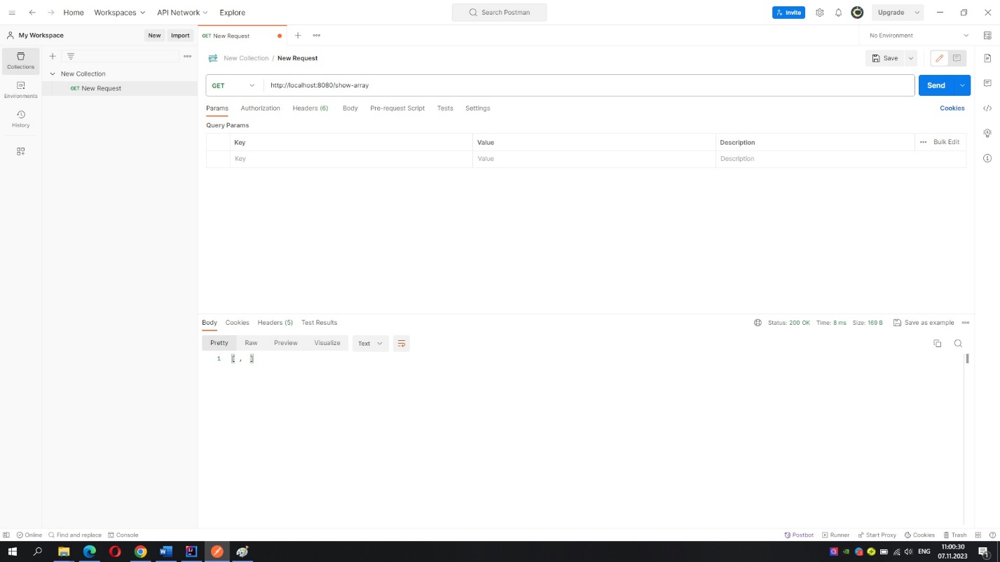 Home Workspaces API Network Explore Search Postman Invite Upgrade
My Workspace New Import GET New Request No Environment
Collections
Environments
History
New Collection
GET New Request
New Collection / New Request Save
GET http://localhost:8080/show-array Send
Params Authorization Headers (6) Body Pre-request Script Tests Settings Cookies
Query Params
Key Value Description Bulk Edit
Key Value Description
Body Cookies Headers (5) Test Results Status: 200 OK Time: 8 ms Size: 169 B Save as example
Pretty Raw Preview Visualize Text
1 [ , ]
Online Find and replace Console Postbot Runner Start Proxy Cookies Trash
ENG 11:00:30
07.11.2023